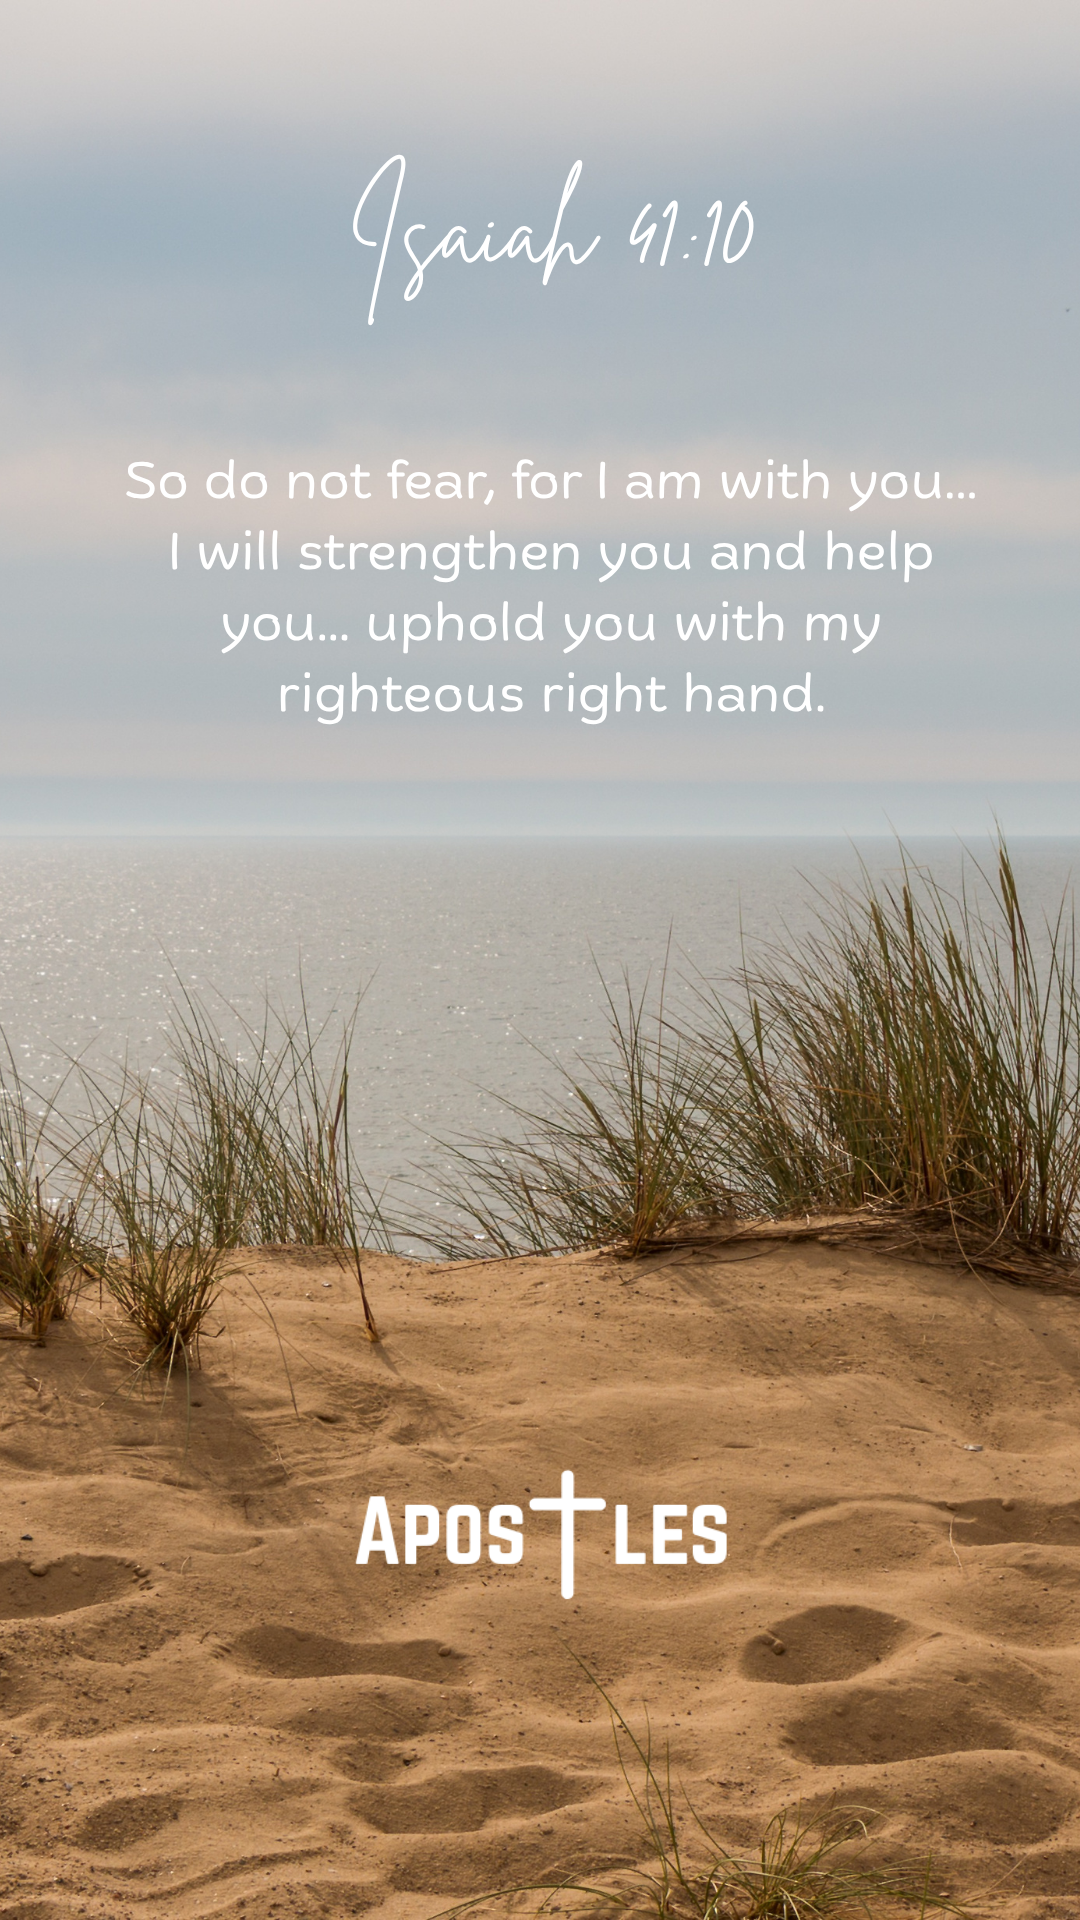 Isaiah 41:10
So do not fear, for I am with you...
I will strengthen you and help
you... uphold you with my
righteous right hand.
APOSTLES